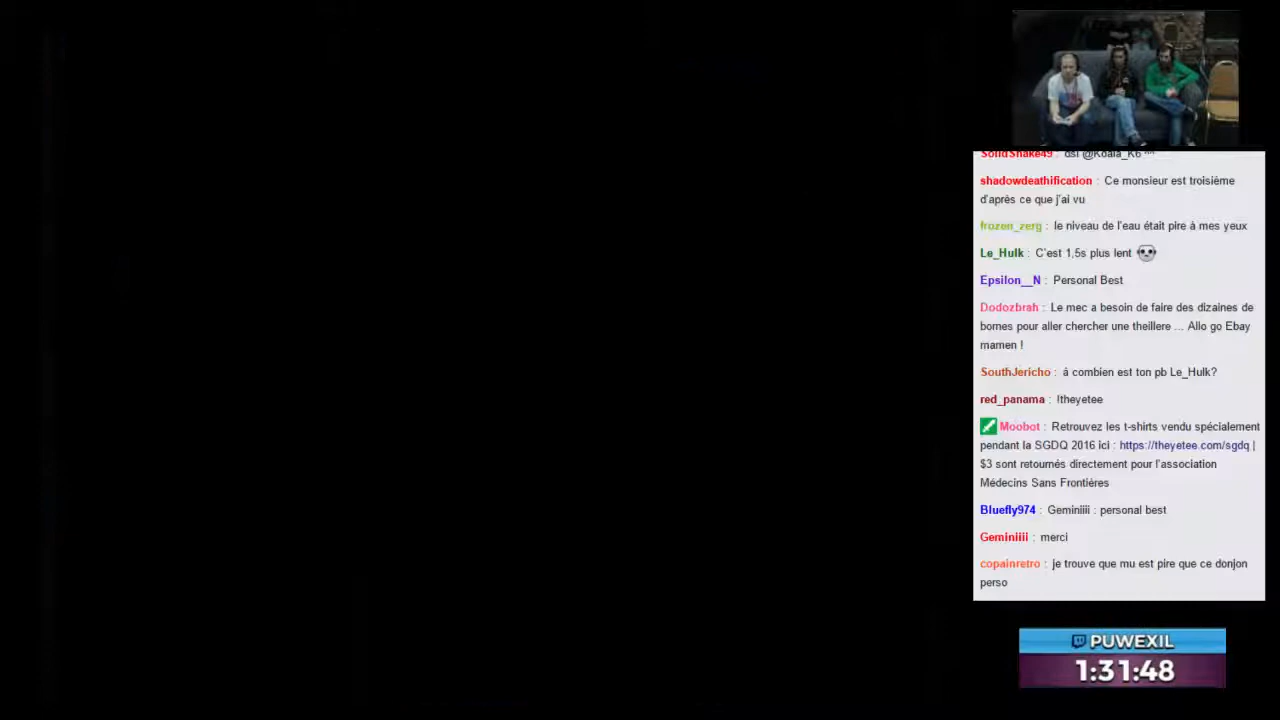 SolidShake49 : dsl @Koala_K6 ^^
shadowdeathification : Ce monsieur est troisième
d'après ce que j'ai vu
frozen_zerg : le niveau de l'eau était pire à mes yeux
Le_Hulk : C'est 1,5s plus lent
Epsilon__N : Personal Best
Dodozbrah : Le mec a besoin de faire des dizaines de
bornes pour aller chercher une theillere ... Allo go Ebay
mamen !
SouthJericho : à combien est ton pb Le_Hulk?
red_panama : !theyetee
Moobot : Retrouvez les t-shirts vendu spécialement
pendant la SGDQ 2016 ici : https://theyetee.com/sgdq |
$3 sont retournés directement pour l'association
Médecins Sans Frontières
Bluefly974 : Geminiiii : personal best
Geminiiii : merci
copainretro : je trouve que mu est pire que ce donjon
perso
PUWEXIL
1:31:48